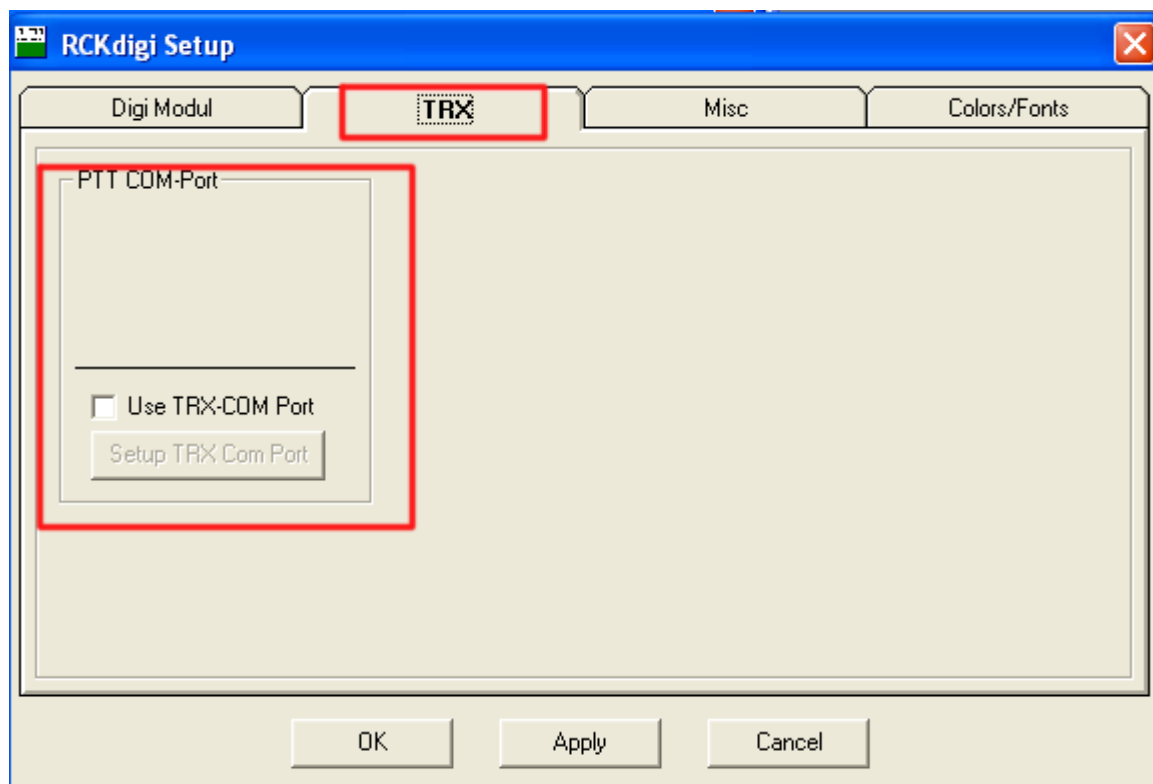 RCKdigi Setup
Digi Modul TRX Misc Colors/Fonts
PTT COM-Port
Use TRX-COM Port
Setup TRX Com Port
OK Apply Cancel